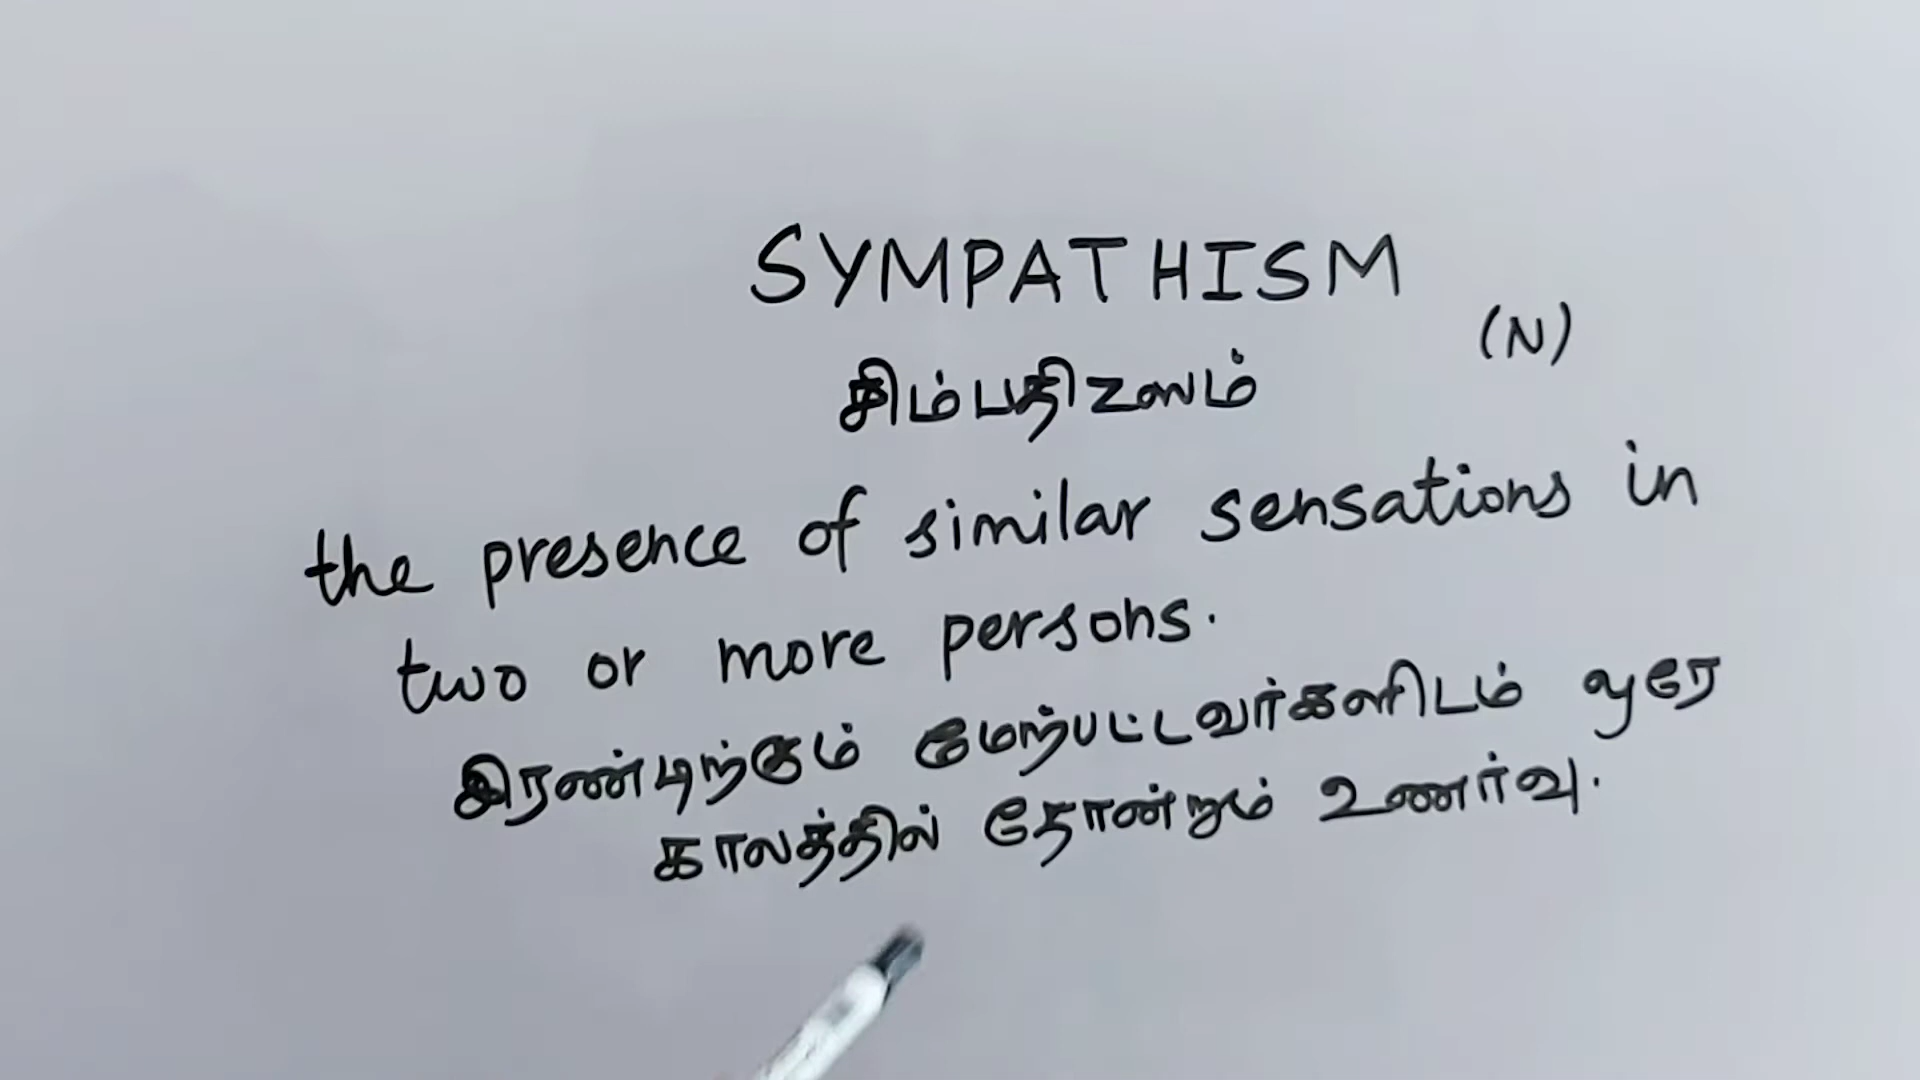 SYMPATHISM
(N)
சிம்பதிZஸம்
the presence of similar sensations in
two or more persons.
இரண்டிற்கும் மேற்பட்டவர்களிடம் ஒரே
காலத்தில் தோன்றும் உணர்வு.